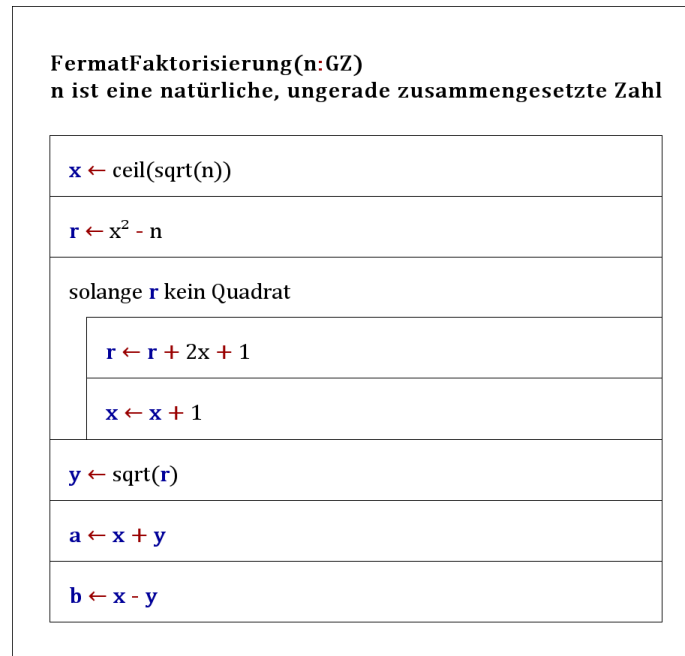 FermatFaktorisierung(n:GZ)
n ist eine natürliche, ungerade zusammengesetzte Zahl
x ← ceil(sqrt(n))
r ← x² - n
solange r kein Quadrat
r ← r + 2x + 1
x ← x + 1
y ← sqrt(r)
a ← x + y
b ← x - y